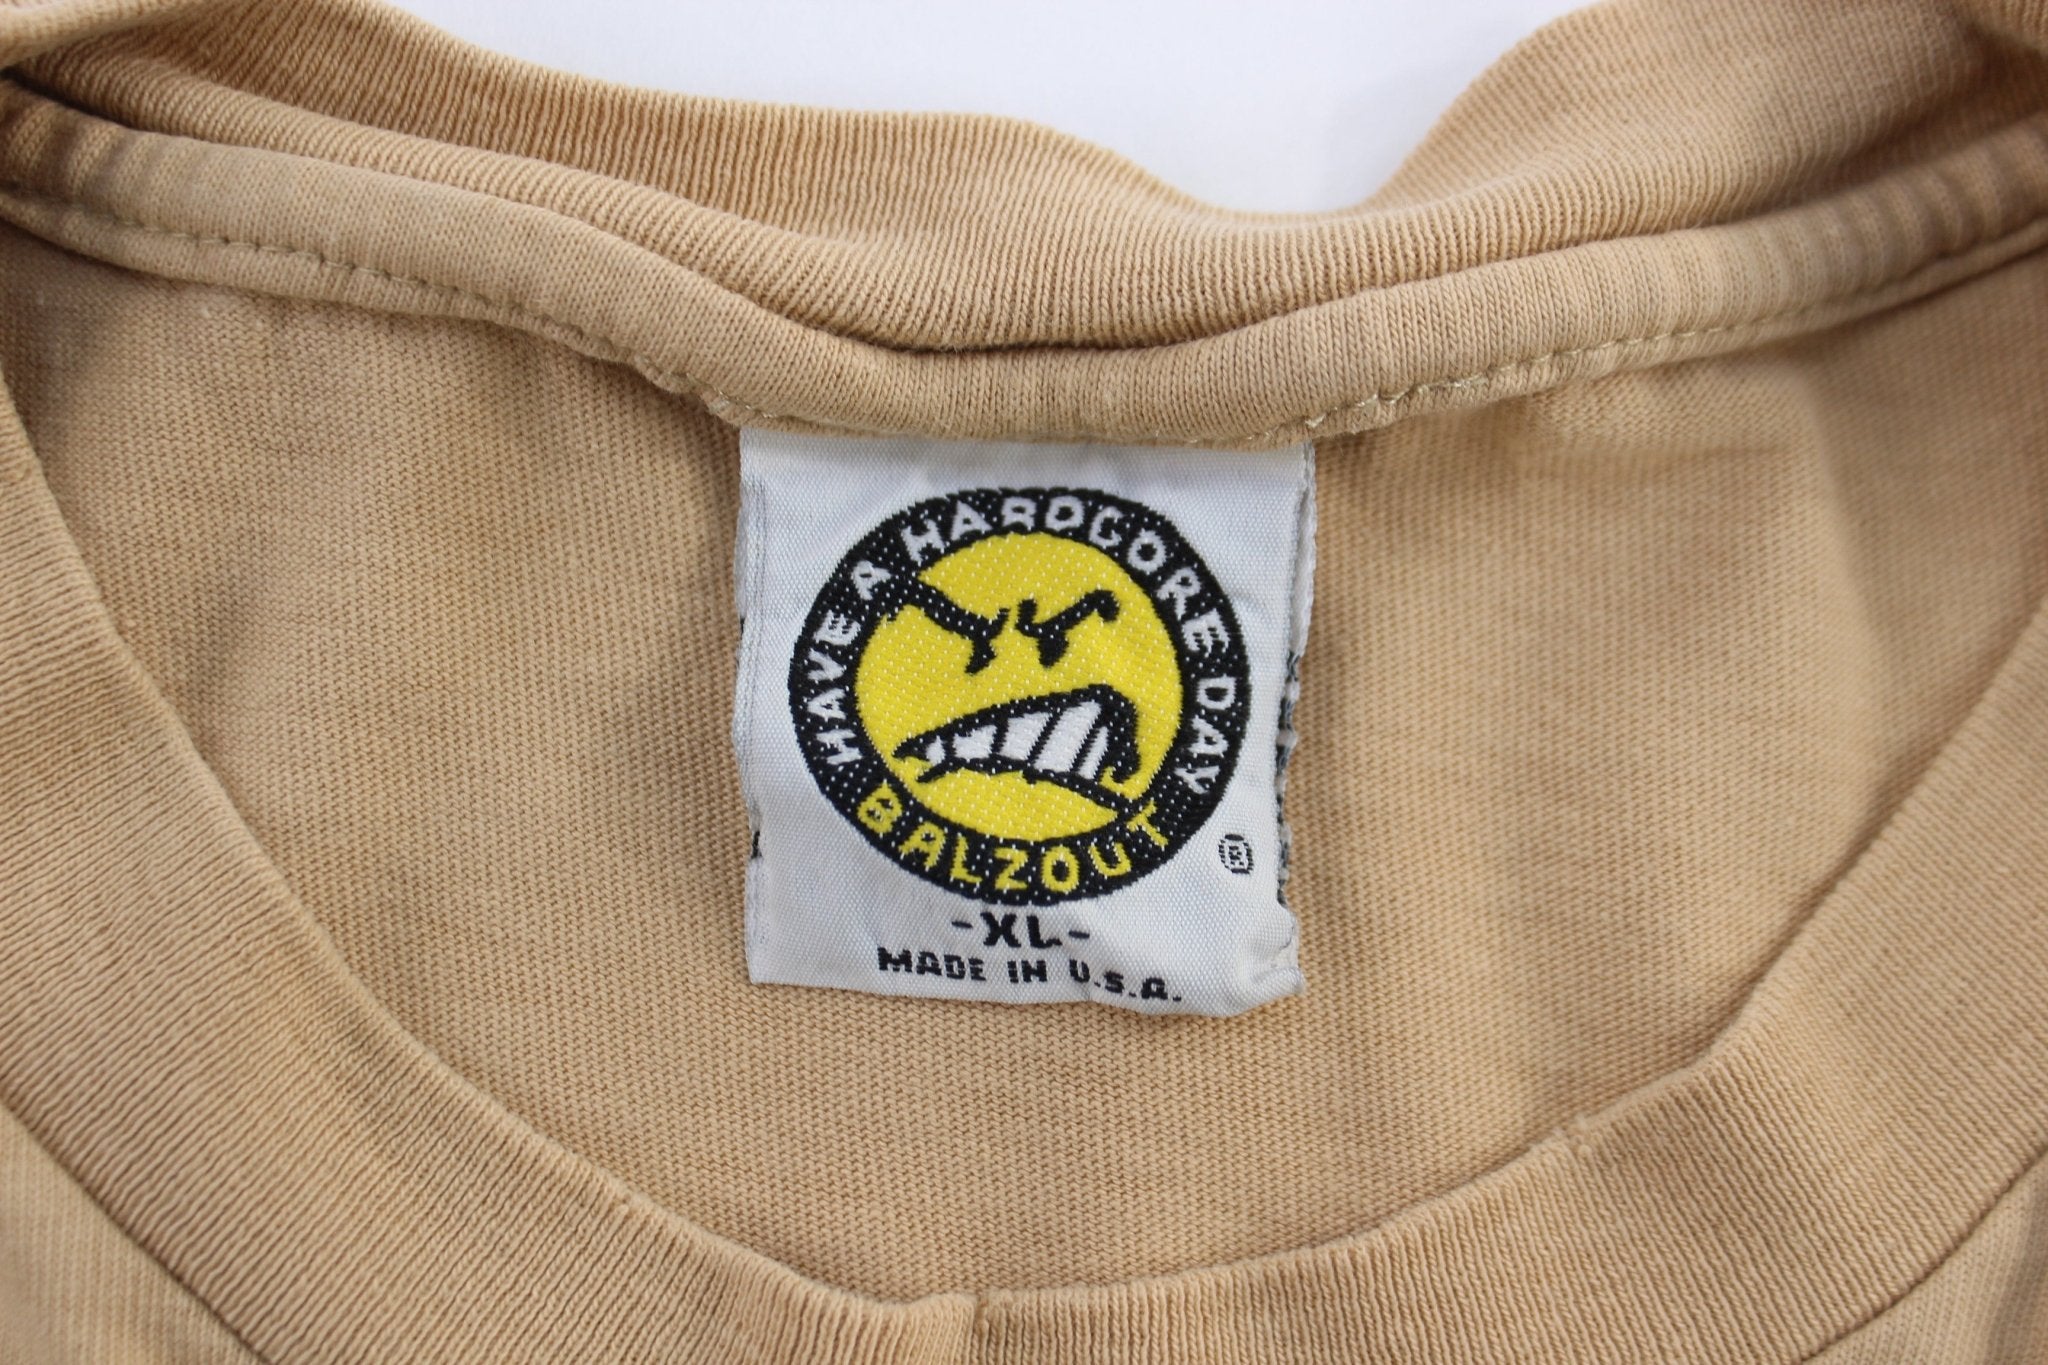 HAVE A HARDCORE DAY
BALZOUT
®
-XL-
MADE IN U.S.A.